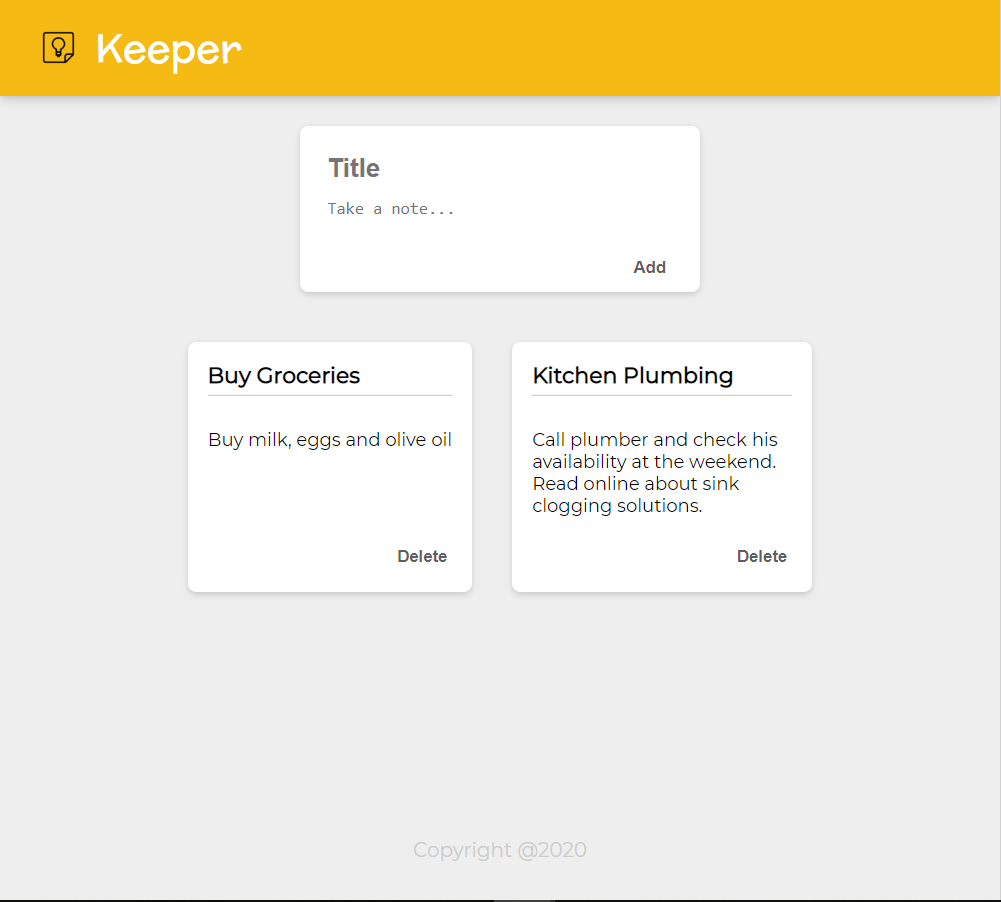 Keeper
Title
Take a note...
Add
Buy Groceries
Buy milk, eggs and olive oil
Delete
Kitchen Plumbing
Call plumber and check his
availability at the weekend.
Read online about sink
clogging solutions.
Delete
Copyright @2020